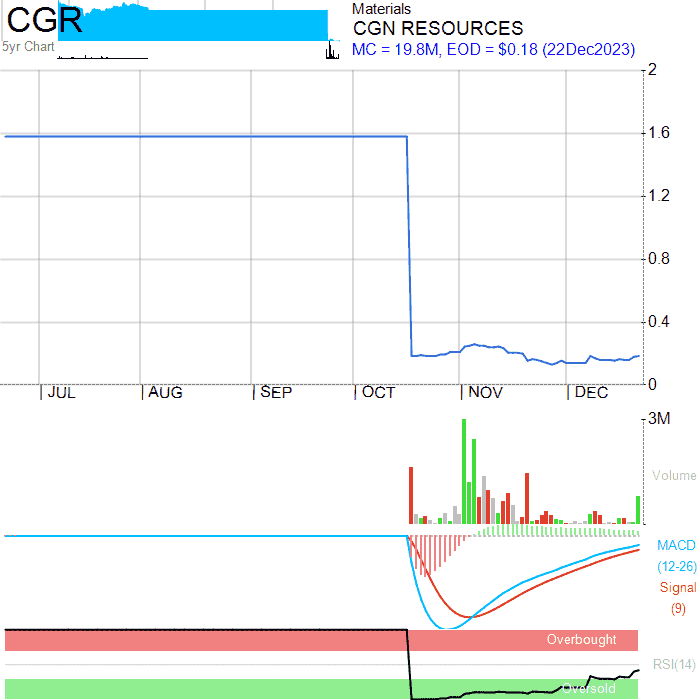 CGR
5yr Chart
Materials
CGN RESOURCES
MC = 19.8M, EOD = $0.18 (22Dec2023)
2
1.6
1.2
0.8
0.4
0
JUL AUG SEP OCT NOV DEC
3M
Volume
MACD
(12-26)
Signal
(9)
Overbought
RSI(14)
Oversold